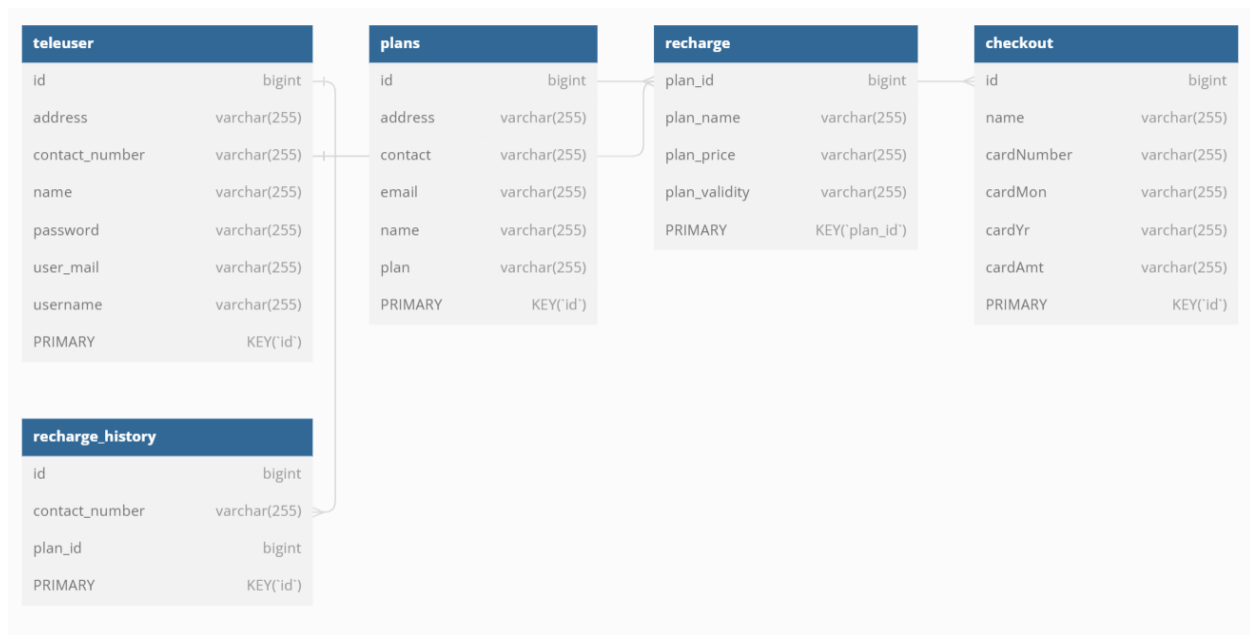 teleuser
id bigint
address varchar(255)
contact_number varchar(255)
name varchar(255)
password varchar(255)
user_mail varchar(255)
username varchar(255)
PRIMARY KEY(`id`)
plans
id bigint
address varchar(255)
contact varchar(255)
email varchar(255)
name varchar(255)
plan varchar(255)
PRIMARY KEY(`id`)
recharge
plan_id bigint
plan_name varchar(255)
plan_price varchar(255)
plan_validity varchar(255)
PRIMARY KEY(`plan_id`)
checkout
id bigint
name varchar(255)
cardNumber varchar(255)
cardMon varchar(255)
cardYr varchar(255)
cardAmt varchar(255)
PRIMARY KEY(`id`)
recharge_history
id bigint
contact_number varchar(255)
plan_id bigint
PRIMARY KEY(`id`)